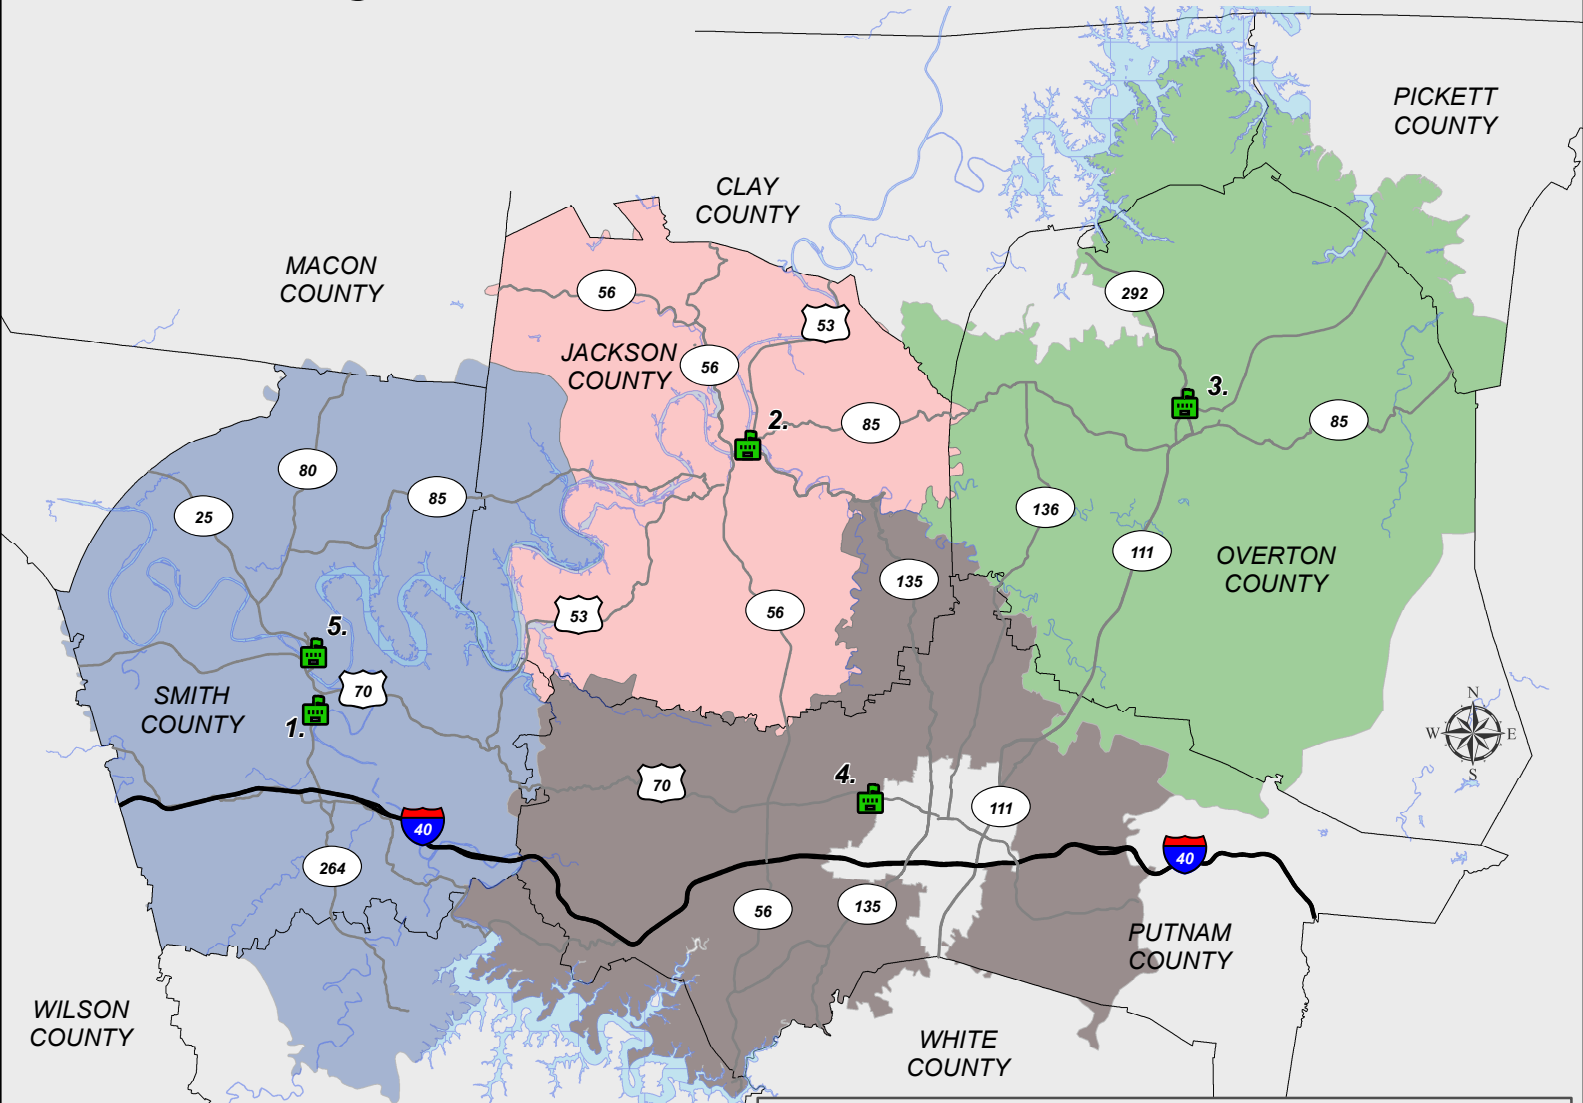 PICKETT
COUNTY
CLAY
COUNTY
MACON
COUNTY
56
292
53
JACKSON
COUNTY
56
3.
2.
85
85
80
85
136
25
111
OVERTON
COUNTY
135
53
56
5.
70
SMITH
COUNTY
1.
N
W
E
S
4.
70
111
40
40
264
56
135
PUTNAM
COUNTY
WILSON
COUNTY
WHITE
COUNTY